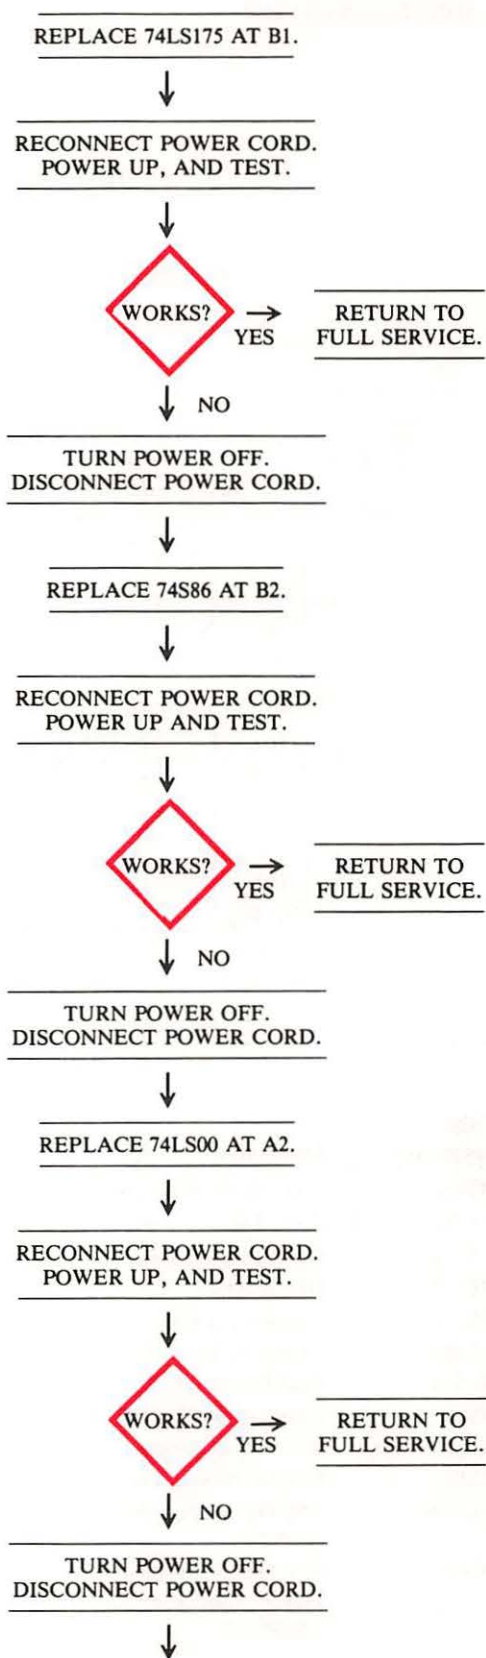 REPLACE 74LS175 AT B1.
RECONNECT POWER CORD.
POWER UP, AND TEST.
WORKS?
YES
RETURN TO
FULL SERVICE.
NO
TURN POWER OFF.
DISCONNECT POWER CORD.
REPLACE 74S86 AT B2.
RECONNECT POWER CORD.
POWER UP AND TEST.
WORKS?
YES
RETURN TO
FULL SERVICE.
NO
TURN POWER OFF.
DISCONNECT POWER CORD.
REPLACE 74LS00 AT A2.
RECONNECT POWER CORD.
POWER UP, AND TEST.
WORKS?
YES
RETURN TO
FULL SERVICE.
NO
TURN POWER OFF.
DISCONNECT POWER CORD.